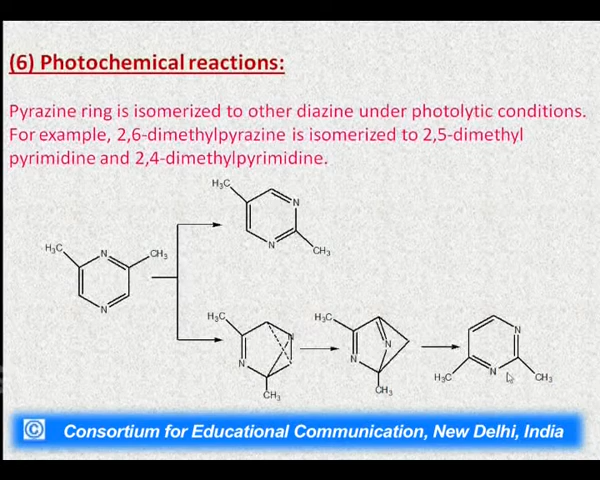 (6) Photochemical reactions:
Pyrazine ring is isomerized to other diazine under photolytic conditions.
For example, 2,6-dimethylpyrazine is isomerized to 2,5-dimethyl
pyrimidine and 2,4-dimethylpyrimidine.
H₃C
N
N
CH₃
H₃C
N
CH₃
N
H₃C
N
N
CH₃
H₃C
N
N
CH₃
N
H₃C
N
CH₃
© Consortium for Educational Communication, New Delhi, India